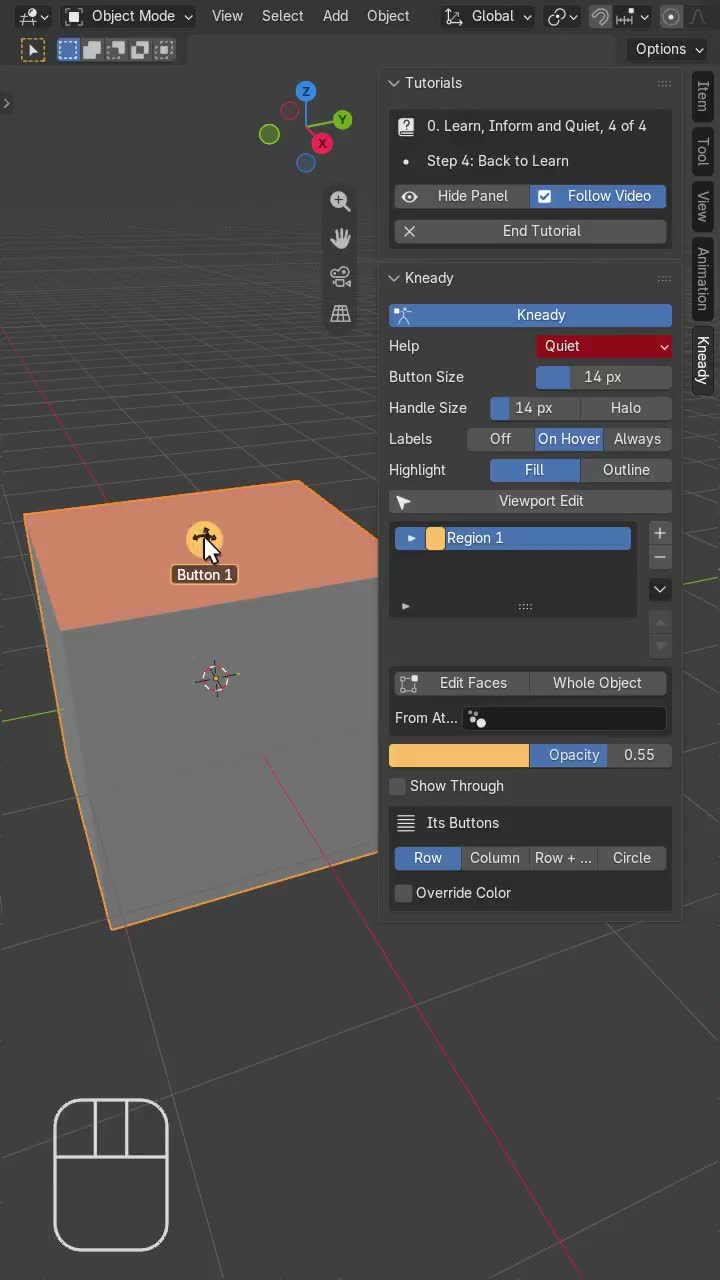 Object Mode View Select Add Object Global
Options
Tutorials
0. Learn, Inform and Quiet, 4 of 4
Step 4: Back to Learn
Hide Panel Follow Video
End Tutorial
Kneady
Kneady
Help Quiet
Button Size 14 px
Handle Size 14 px Halo
Labels Off On Hover Always
Highlight Fill Outline
Viewport Edit
Region 1
Edit Faces Whole Object
From At...
Opacity 0.55
Show Through
Its Buttons
Row Column Row + ... Circle
Override Color
Item
Tool
View
Animation
Kneady
Z
Y
X
Button 1